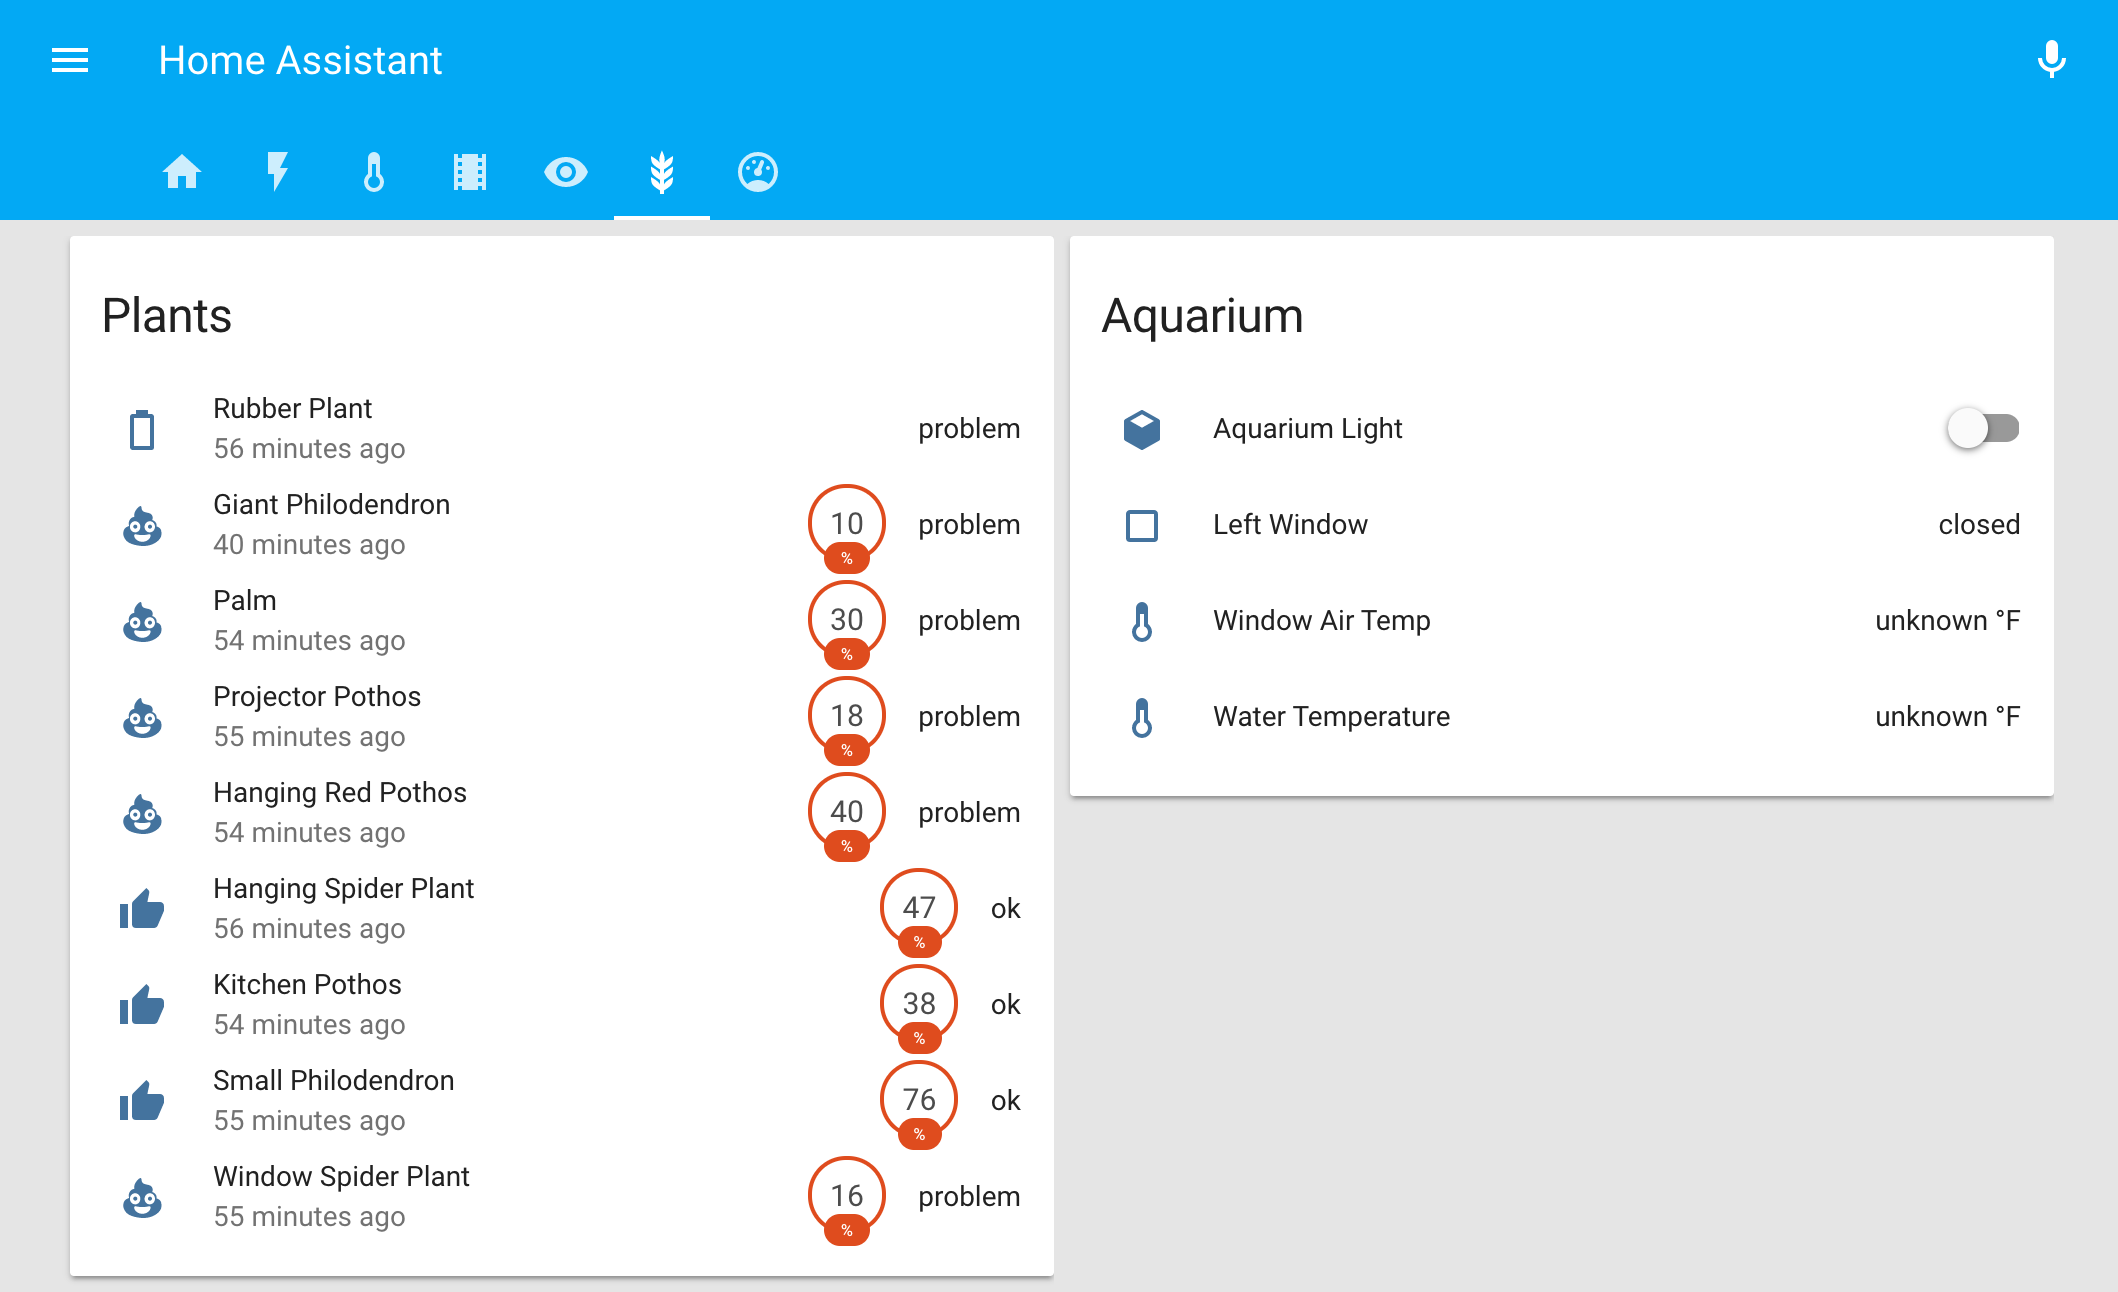 Home Assistant
Plants
Rubber Plant
56 minutes ago
problem
Giant Philodendron
40 minutes ago
10
%
problem
Palm
54 minutes ago
30
%
problem
Projector Pothos
55 minutes ago
18
%
problem
Hanging Red Pothos
54 minutes ago
40
%
problem
Hanging Spider Plant
56 minutes ago
47
%
ok
Kitchen Pothos
54 minutes ago
38
%
ok
Small Philodendron
55 minutes ago
76
%
ok
Window Spider Plant
55 minutes ago
16
%
problem
Aquarium
Aquarium Light
Left Window
closed
Window Air Temp
unknown °F
Water Temperature
unknown °F